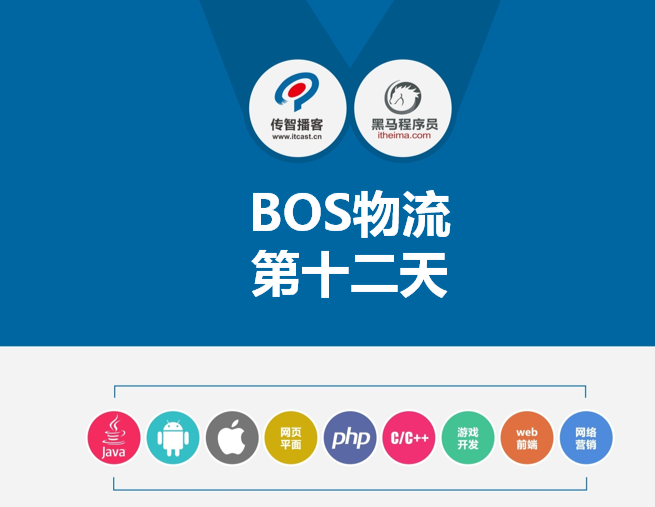 传智播客
www.itcast.cn
黑马程序员
itheima.com
BOS物流
第十二天
Java
网页
平面
php
C/C++
游戏
开发
web
前端
网络
营销